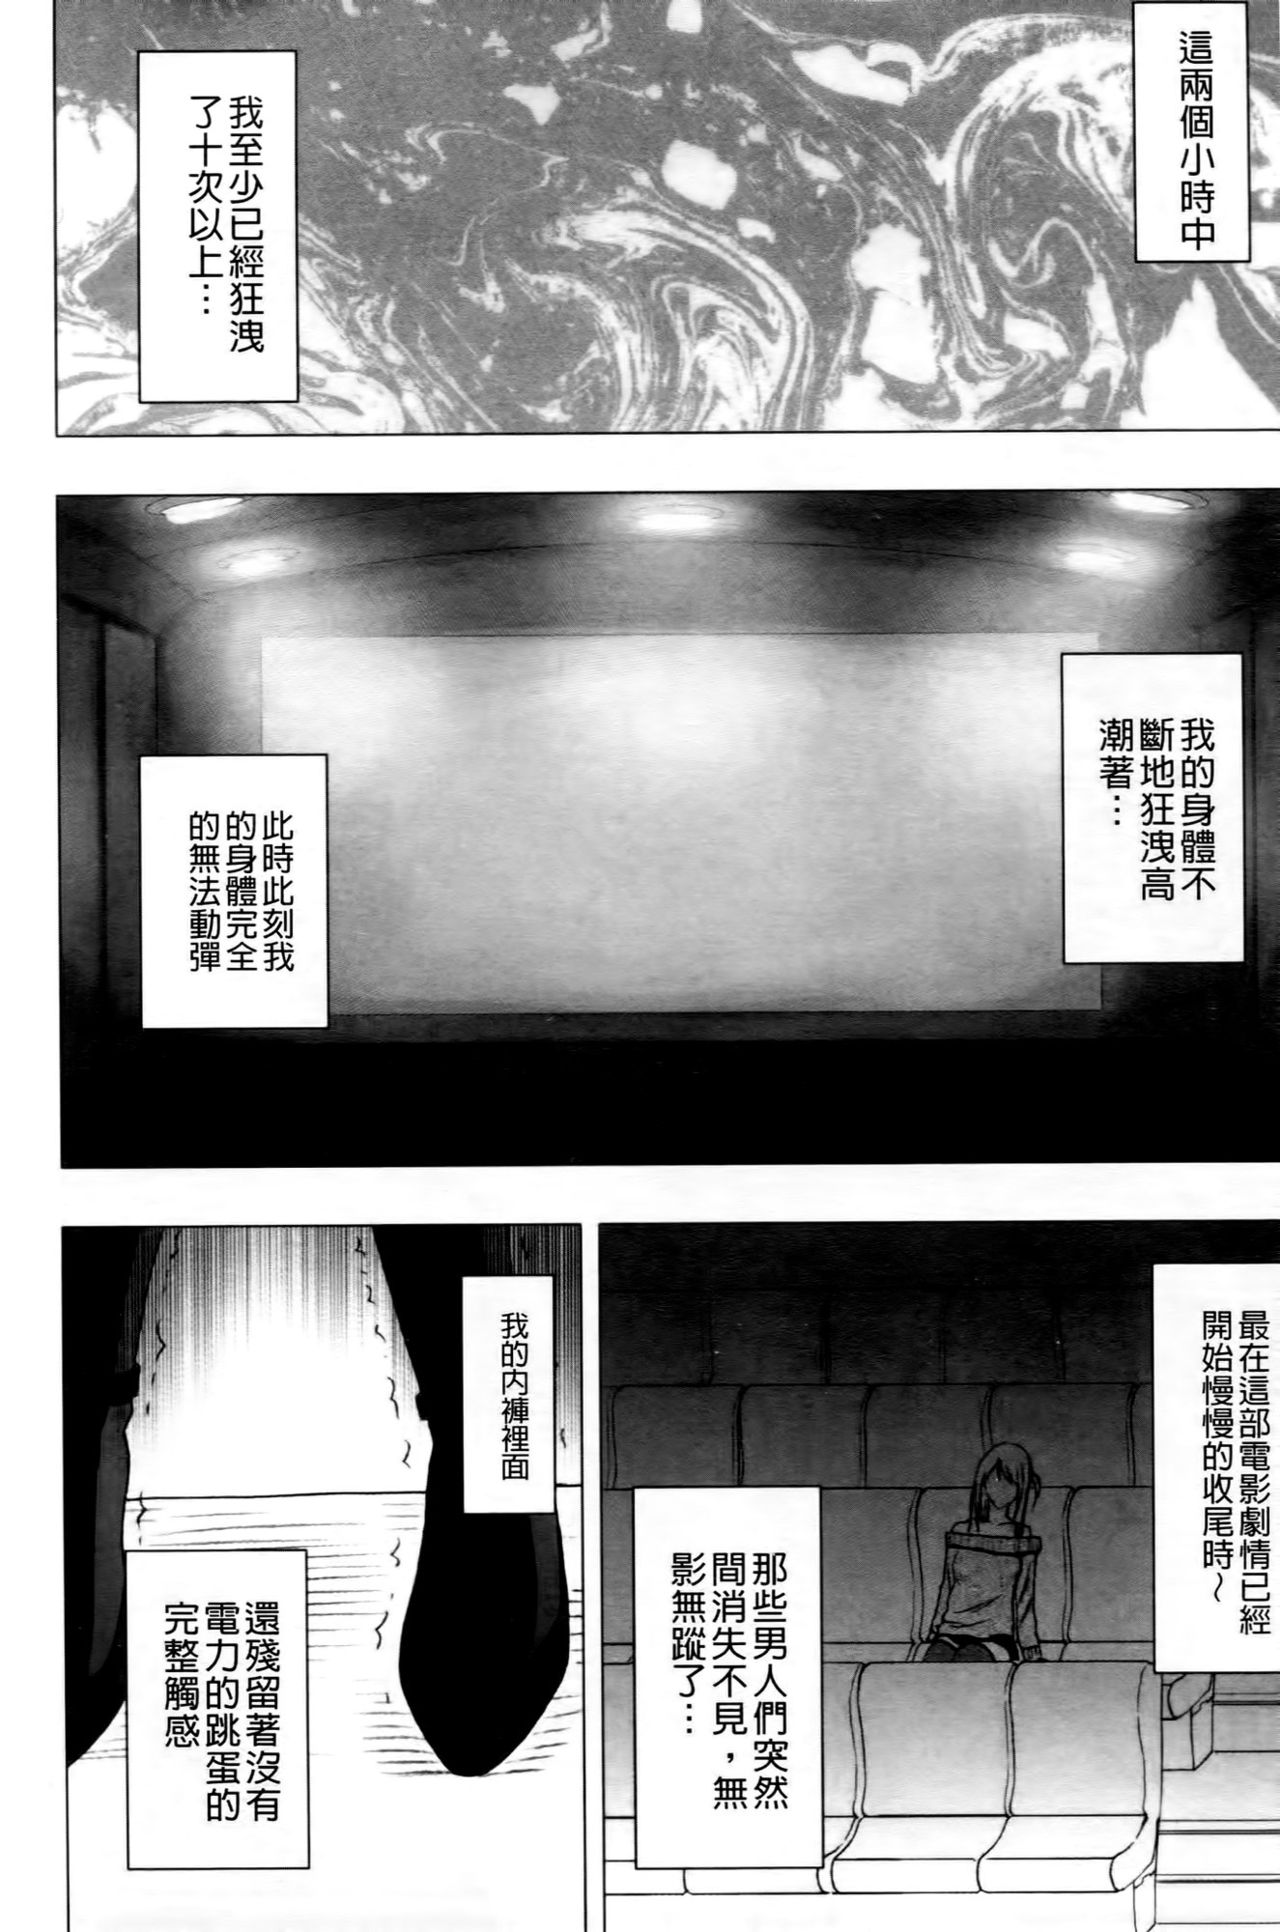 這兩個小時中
我至少已經狂洩
了十次以上…
我的身體不
斷地狂洩高
潮著…
此時此刻我
的身體完全
的無法動彈
最在這部電影劇情已經
開始慢慢的收尾時～
那些男人們突然
間消失不見，無
影無蹤了…
我的內褲裡面
還殘留著沒有
電力的跳蛋的
完整觸感